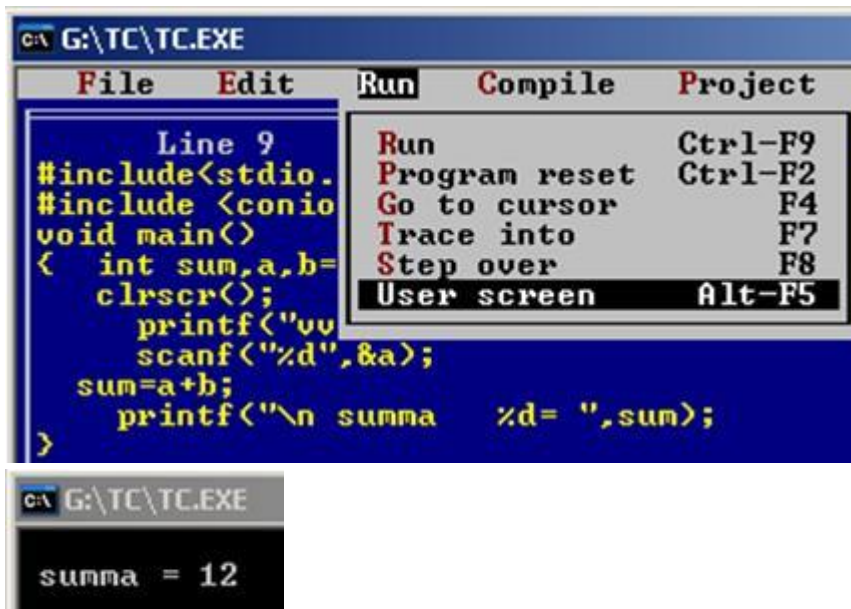 G:\TC\TC.EXE
File Edit Run Compile Project
Line 9
Run Ctrl-F9
Program reset Ctrl-F2
Go to cursor F4
Trace into F7
Step over F8
User screen Alt-F5
#include<stdio.
#include <conio
void main()
{ int sum,a,b=
clrscr();
printf("vv
scanf("%d",&a);
sum=a+b;
printf("\n summa %d= ",sum);
}
G:\TC\TC.EXE
summa = 12